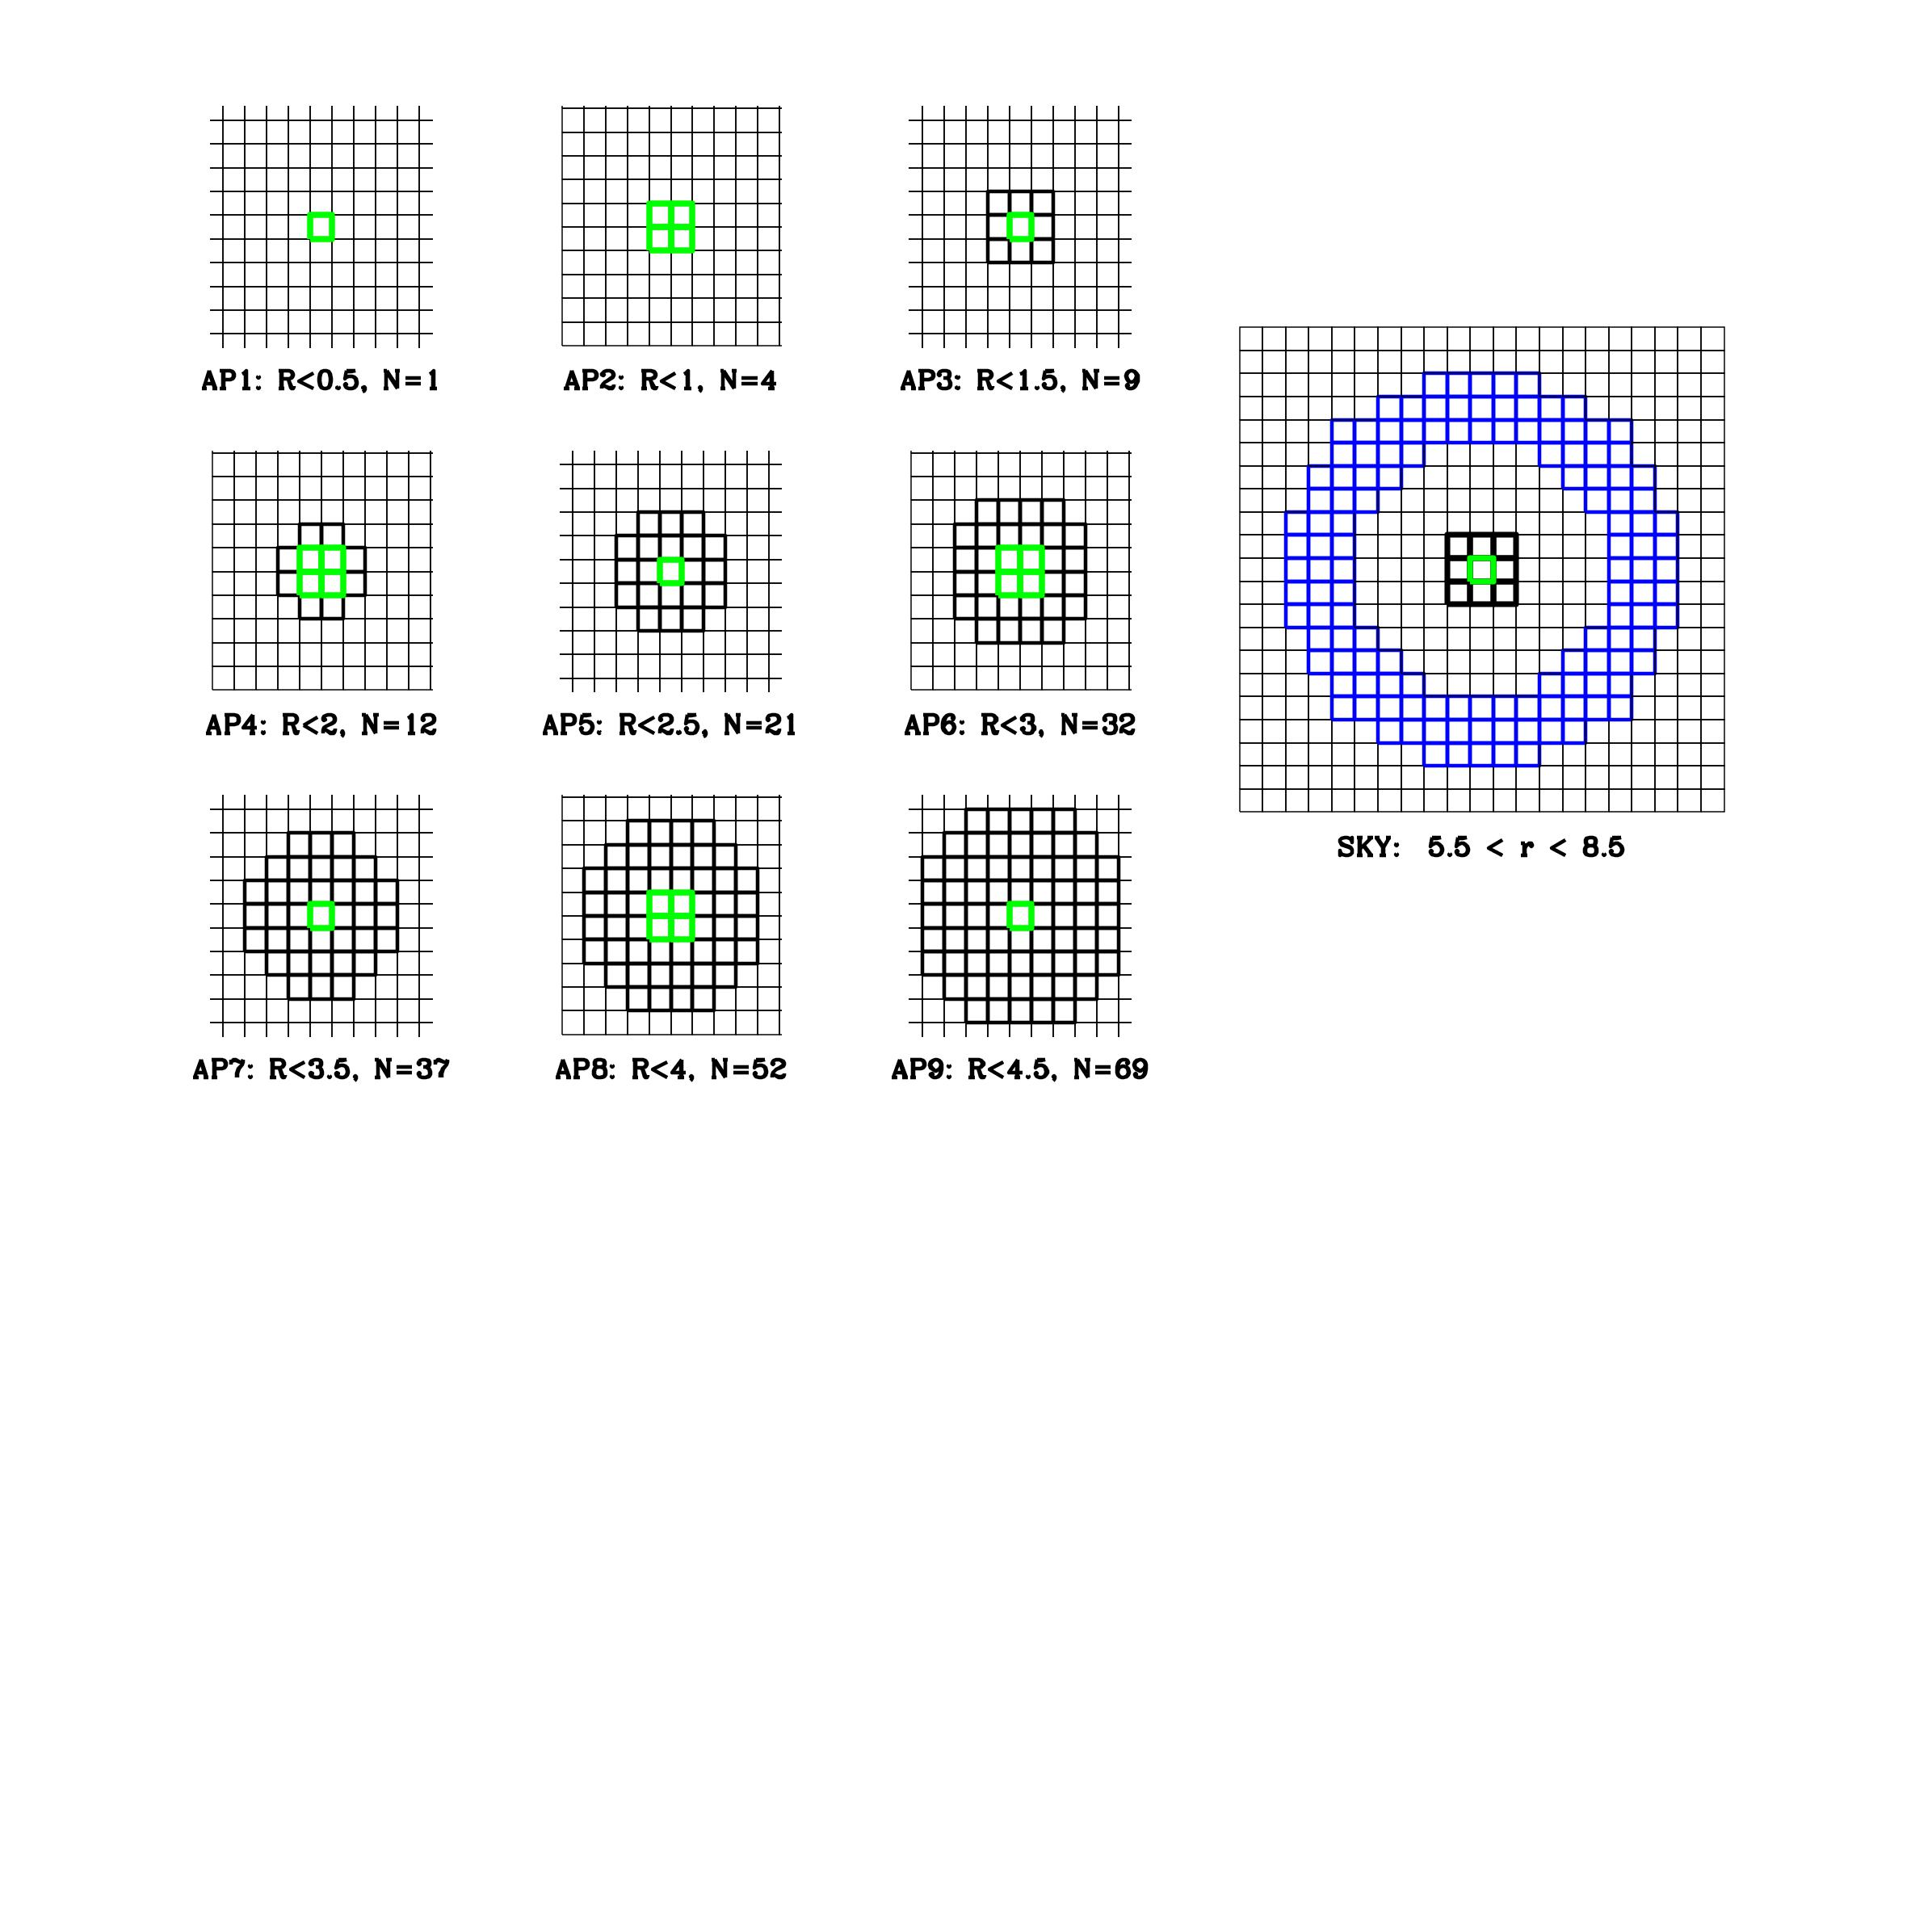 AP1: R<0.5, N=1
AP2: R<1, N=4
AP3: R<1.5, N=9
AP4: R<2, N=12
AP5: R<2.5, N=21
AP6: R<3, N=32
SKY: 5.5 < r < 8.5
AP7: R<3.5, N=37
AP8: R<4, N=52
AP9: R<4.5, N=69